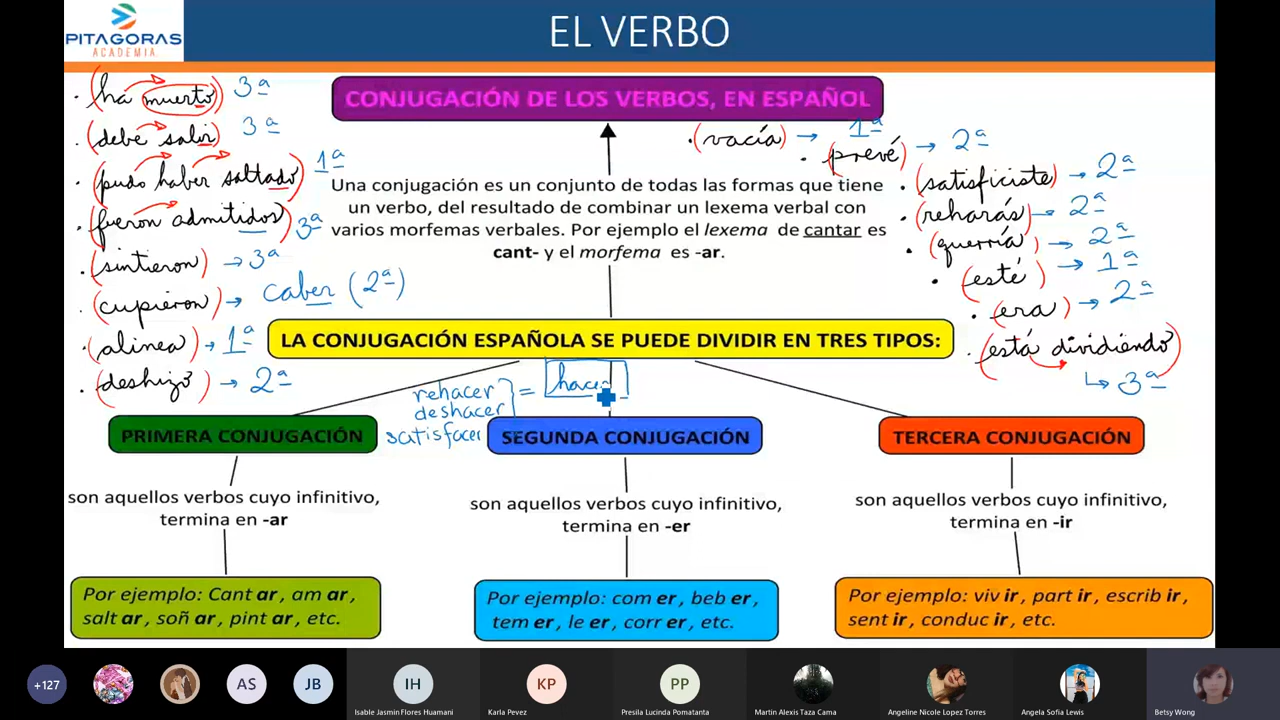 PITAGORAS
ACADEMIA
EL VERBO
CONJUGACIÓN DE LOS VERBOS, EN ESPAÑOL
· (ha muerto) 3ª
· (debe salir) 3ª
· (pudo haber saltado) 1ª
· (fueron admitidos) 3ª
· (sintieron) → 3ª
· (cupieron) → caber (2ª)
· (alinea) → 1ª
· (deshizo) → 2ª
· (vacía) → 1ª
· (prevé) → 2ª
· (satisficiste) → 2ª
· (reharás) → 2ª
· (querría) → 2ª
· (esté) → 1ª
· (era) → 2ª
· (está dividiendo)
↳ 3ª
Una conjugación es un conjunto de todas las formas que tiene
un verbo, del resultado de combinar un lexema verbal con
varios morfemas verbales. Por ejemplo el lexema de cantar es
cant- y el morfema es -ar.
LA CONJUGACIÓN ESPAÑOLA SE PUEDE DIVIDIR EN TRES TIPOS:
rehacer
deshacer
satisfacer
} = hacer
PRIMERA CONJUGACIÓN
son aquellos verbos cuyo infinitivo,
termina en -ar
Por ejemplo: Cant ar, am ar,
salt ar, soñ ar, pint ar, etc.
SEGUNDA CONJUGACIÓN
son aquellos verbos cuyo infinitivo,
termina en -er
Por ejemplo: com er, beb er,
tem er, le er, corr er, etc.
TERCERA CONJUGACIÓN
son aquellos verbos cuyo infinitivo,
termina en -ir
Por ejemplo: viv ir, part ir, escrib ir,
sent ir, conduc ir, etc.
+127
AS
JB
IH
Isable Jasmin Flores Huamani
KP
Karla Pevez
PP
Presila Lucinda Pomatanta
Martin Alexis Taza Cama
Angeline Nicole Lopez Torres
Angela Sofia Lewis
Betsy Wong